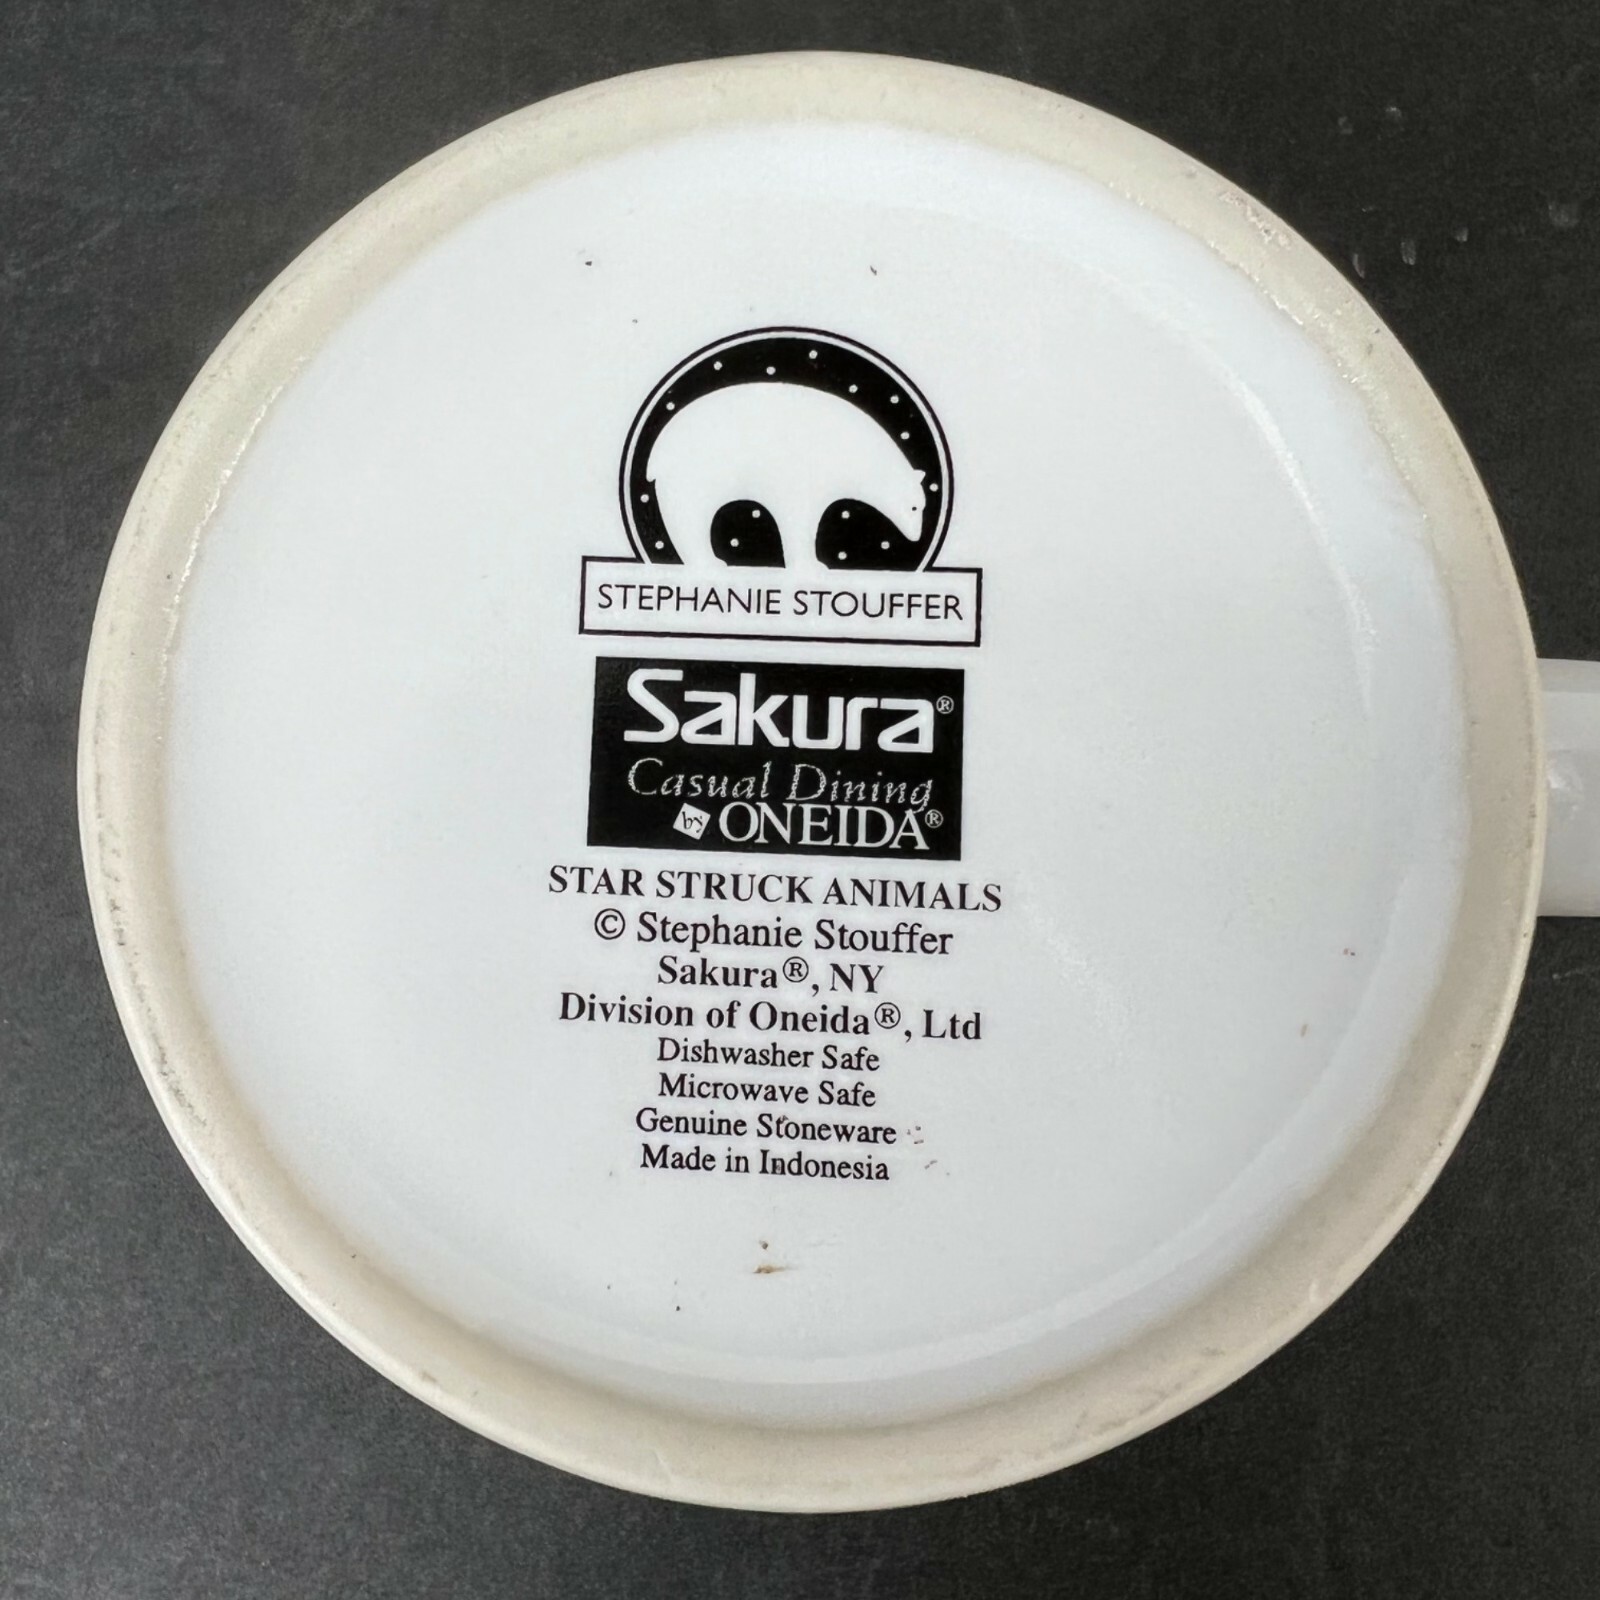 STEPHANIE STOUFFER
Sakura®
Casual Dining
by ONEIDA®
STAR STRUCK ANIMALS
© Stephanie Stouffer
Sakura®, NY
Division of Oneida®, Ltd
Dishwasher Safe
Microwave Safe
Genuine Stoneware
Made in Indonesia